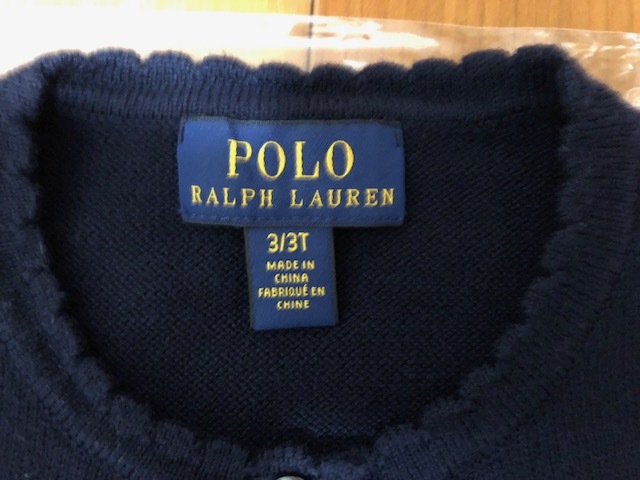 POLO
RALPH LAUREN
3/3T
MADE IN
CHINA
FABRIQUÉ EN
CHINE